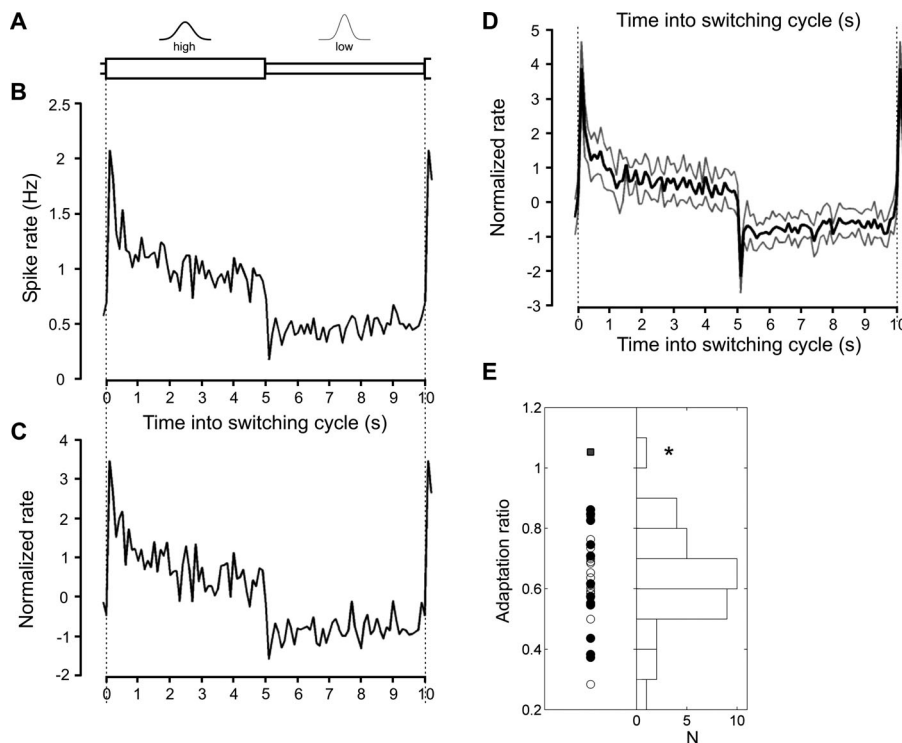 A
high
low
B
2.5
2
1.5
1
0.5
0
Spike rate (Hz)
0 1 2 3 4 5 6 7 8 9 10
Time into switching cycle (s)
C
4
3
2
1
0
-1
-2
Normalized rate
0 1 2 3 4 5 6 7 8 9 10
D
Time into switching cycle (s)
5
4
3
2
1
0
-1
-2
-3
Normalized rate
0 1 2 3 4 5 6 7 8 9 10
Time into switching cycle (s)
E
1.2
1
0.8
0.6
0.4
0.2
Adaptation ratio
*
0 5 10
N